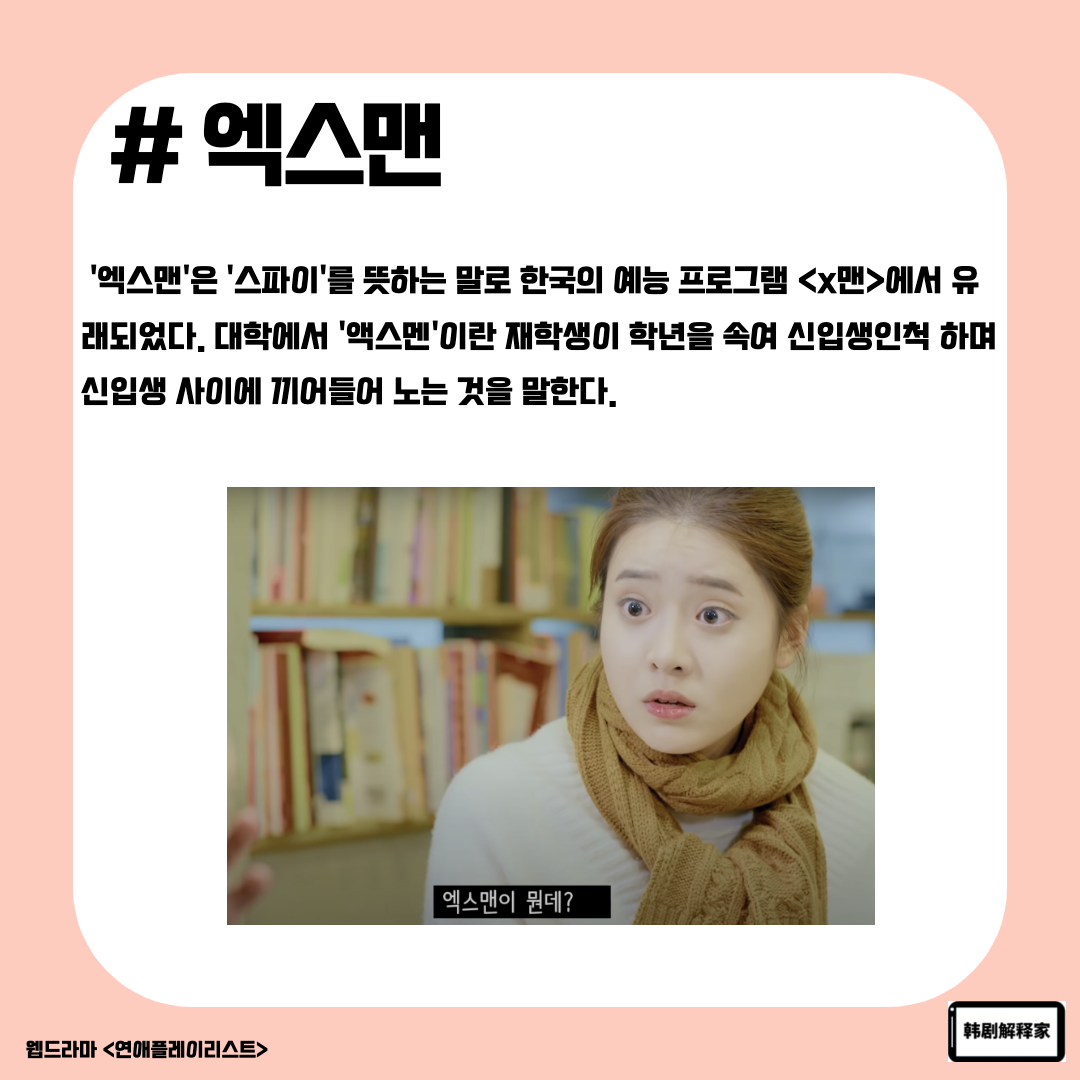 # 엑스맨
'엑스맨'은 '스파이'를 뜻하는 말로 한국의 예능 프로그램 <x맨>에서 유
래되었다. 대학에서 '액스멘'이란 재학생이 학년을 속여 신입생인척 하며
신입생 사이에 끼어들어 노는 것을 말한다.
엑스맨이 뭔데?
웹드라마 <연애플레이리스트>
韩剧解释家